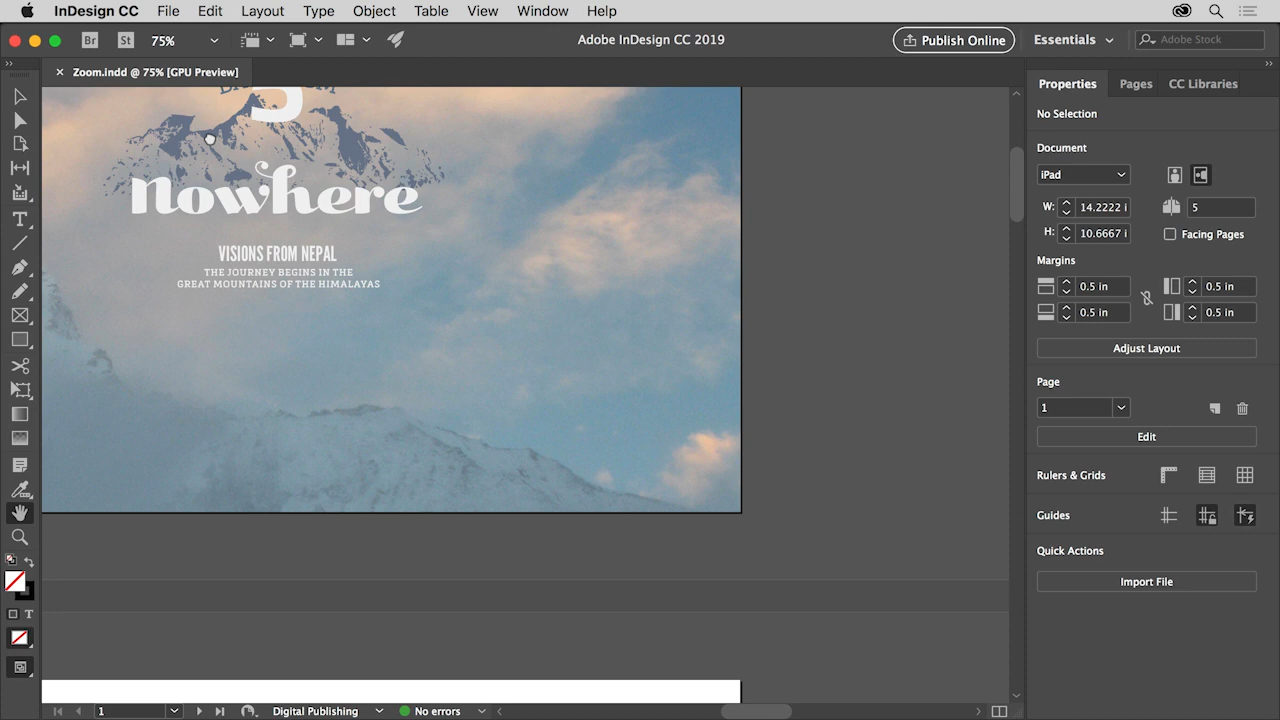 InDesign CC File Edit Layout Type Object Table View Window Help
Br St 75% Adobe InDesign CC 2019 Publish Online Essentials Adobe Stock
× Zoom.indd @ 75% [GPU Preview]
Properties Pages CC Libraries
No Selection
Document
iPad
W: 14.2222 i 5
H: 10.6667 i Facing Pages
Margins
0.5 in 0.5 in
0.5 in 0.5 in
Adjust Layout
Page
1
Edit
Rulers & Grids
Guides
Quick Actions
Import File
Nowhere
VISIONS FROM NEPAL
THE JOURNEY BEGINS IN THE
GREAT MOUNTAINS OF THE HIMALAYAS
T
T
1 Digital Publishing No errors